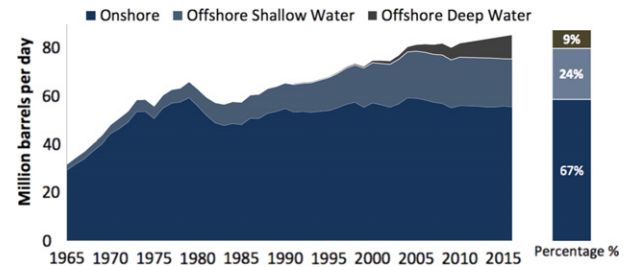 Onshore Offshore Shallow Water Offshore Deep Water
Million barrels per day
80
60
40
20
0
1965 1970 1975 1980 1985 1990 1995 2000 2005 2010 2015
9%
24%
67%
Percentage %